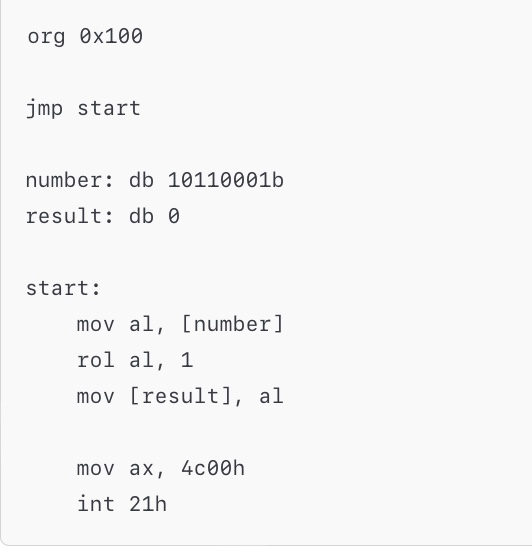 org 0x100
jmp start
number: db 10110001b
result: db 0
start:
mov al, [number]
rol al, 1
mov [result], al
mov ax, 4c00h
int 21h